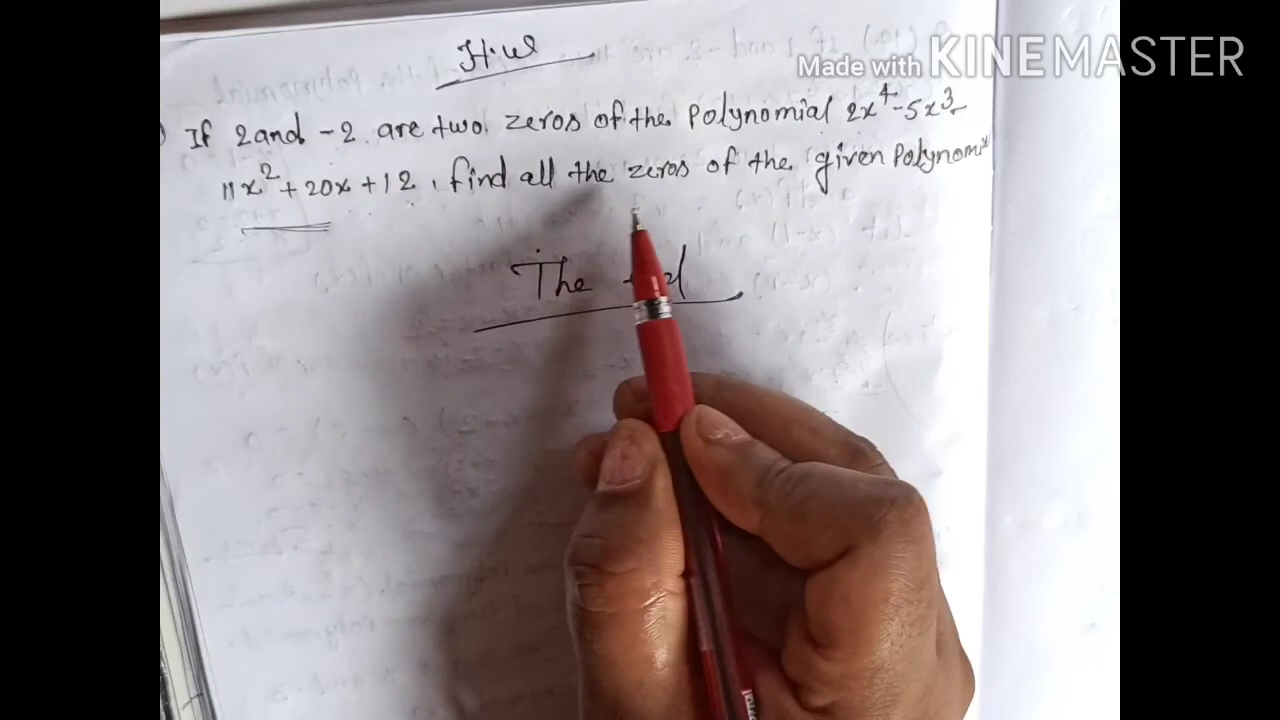 Made with KINEMASTER
H.W
If 2 and -2 are two zeros of the polynomial 2x⁴-5x³-
11x²+20x+12, find all the zeros of the given polynomi
The